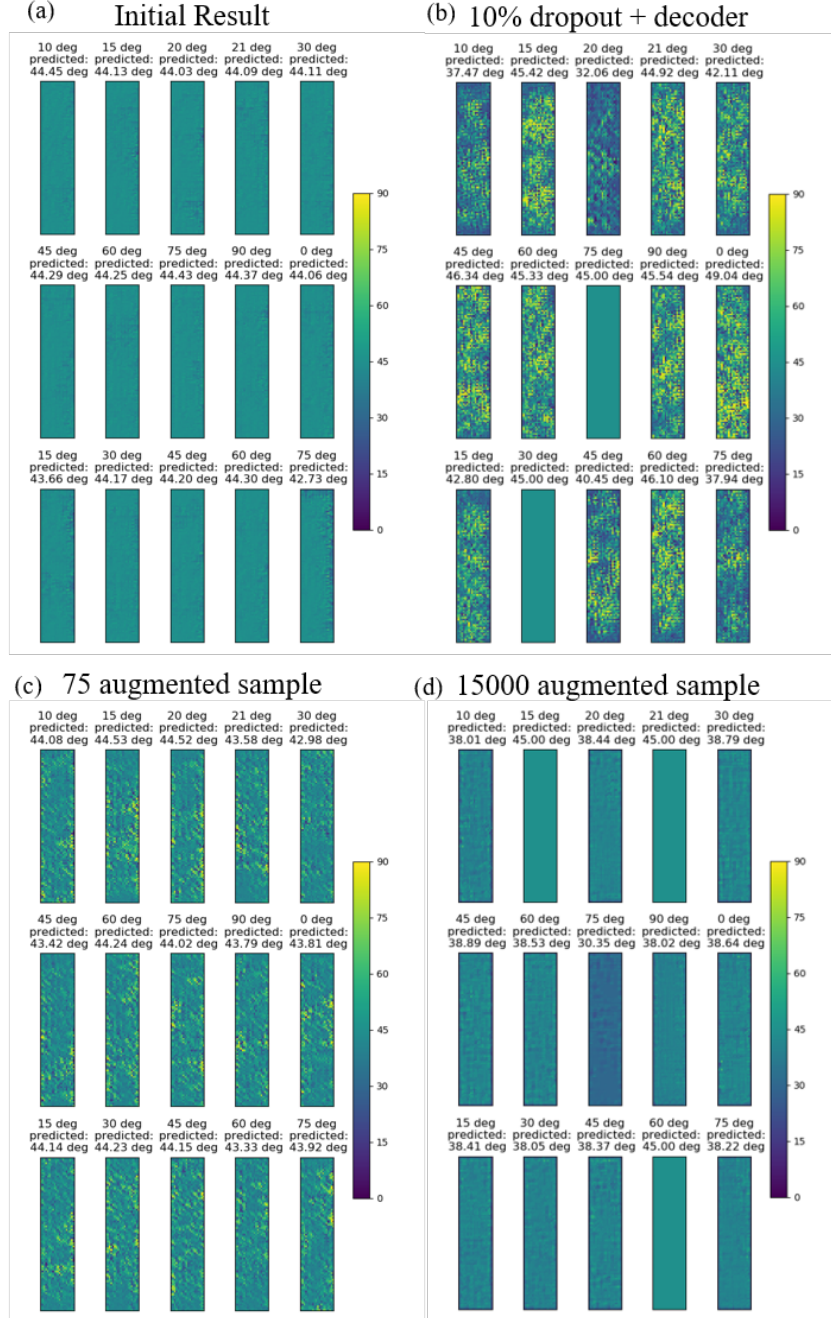 (a) Initial Result
10 deg 15 deg 20 deg 21 deg 30 deg
predicted: predicted: predicted: predicted: predicted:
44.45 deg 44.13 deg 44.03 deg 44.09 deg 44.11 deg
45 deg 60 deg 75 deg 90 deg 0 deg
predicted: predicted: predicted: predicted: predicted:
44.29 deg 44.25 deg 44.43 deg 44.37 deg 44.06 deg
15 deg 30 deg 45 deg 60 deg 75 deg
predicted: predicted: predicted: predicted: predicted:
43.66 deg 44.17 deg 44.20 deg 44.30 deg 42.73 deg
90
75
60
45
30
15
0
(b) 10% dropout + decoder
10 deg 15 deg 20 deg 21 deg 30 deg
predicted: predicted: predicted: predicted: predicted:
37.47 deg 45.42 deg 32.06 deg 44.92 deg 42.11 deg
45 deg 60 deg 75 deg 90 deg 0 deg
predicted: predicted: predicted: predicted: predicted:
46.34 deg 45.33 deg 45.00 deg 45.54 deg 49.04 deg
15 deg 30 deg 45 deg 60 deg 75 deg
predicted: predicted: predicted: predicted: predicted:
42.80 deg 45.00 deg 40.45 deg 46.10 deg 37.94 deg
90
75
60
45
30
15
0
(c) 75 augmented sample
10 deg 15 deg 20 deg 21 deg 30 deg
predicted: predicted: predicted: predicted: predicted:
44.08 deg 44.53 deg 44.52 deg 43.58 deg 42.98 deg
45 deg 60 deg 75 deg 90 deg 0 deg
predicted: predicted: predicted: predicted: predicted:
43.42 deg 44.24 deg 44.02 deg 43.79 deg 43.81 deg
15 deg 30 deg 45 deg 60 deg 75 deg
predicted: predicted: predicted: predicted: predicted:
44.14 deg 44.23 deg 44.15 deg 43.33 deg 43.92 deg
90
75
60
45
30
15
0
(d) 15000 augmented sample
10 deg 15 deg 20 deg 21 deg 30 deg
predicted: predicted: predicted: predicted: predicted:
38.01 deg 45.00 deg 38.44 deg 45.00 deg 38.79 deg
45 deg 60 deg 75 deg 90 deg 0 deg
predicted: predicted: predicted: predicted: predicted:
38.89 deg 38.53 deg 30.35 deg 38.02 deg 38.64 deg
15 deg 30 deg 45 deg 60 deg 75 deg
predicted: predicted: predicted: predicted: predicted:
38.41 deg 38.05 deg 38.37 deg 45.00 deg 38.22 deg
90
75
60
45
30
15
0